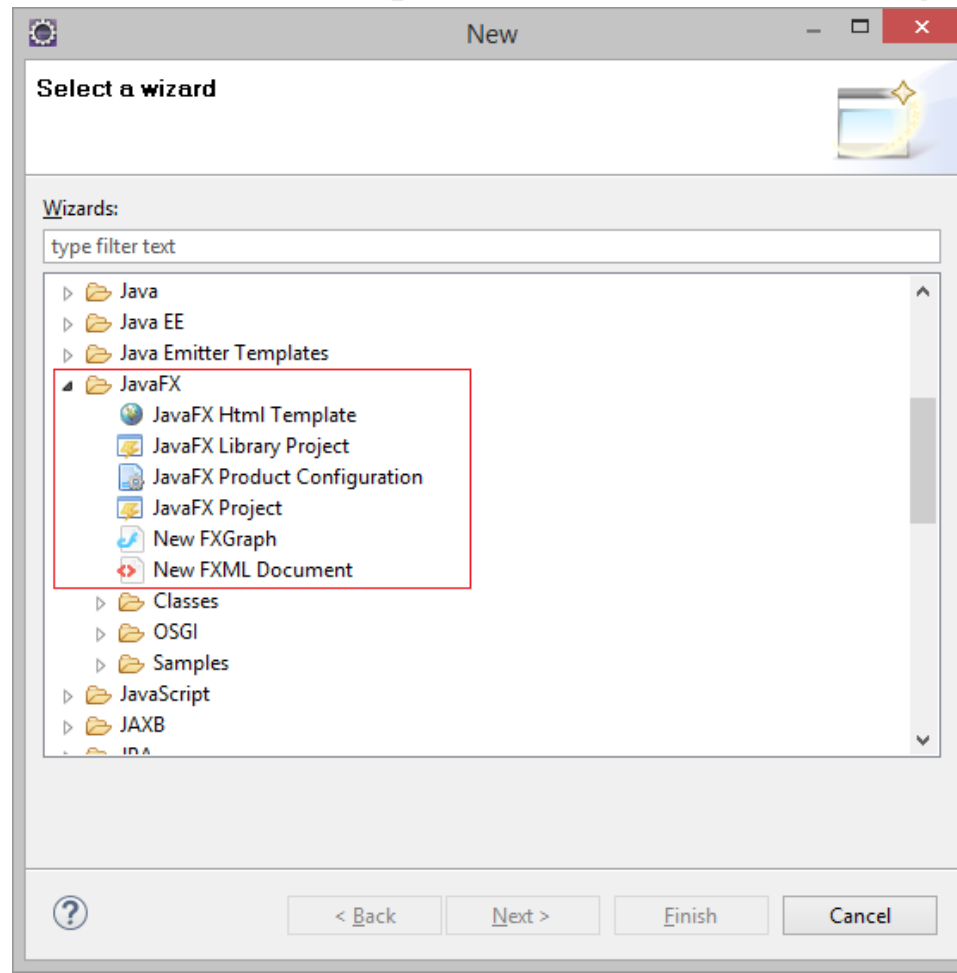 New
Select a wizard
Wizards:
type filter text
Java
Java EE
Java Emitter Templates
JavaFX
JavaFX Html Template
JavaFX Library Project
JavaFX Product Configuration
JavaFX Project
New FXGraph
New FXML Document
Classes
OSGI
Samples
JavaScript
JAXB
< Back Next > Finish Cancel